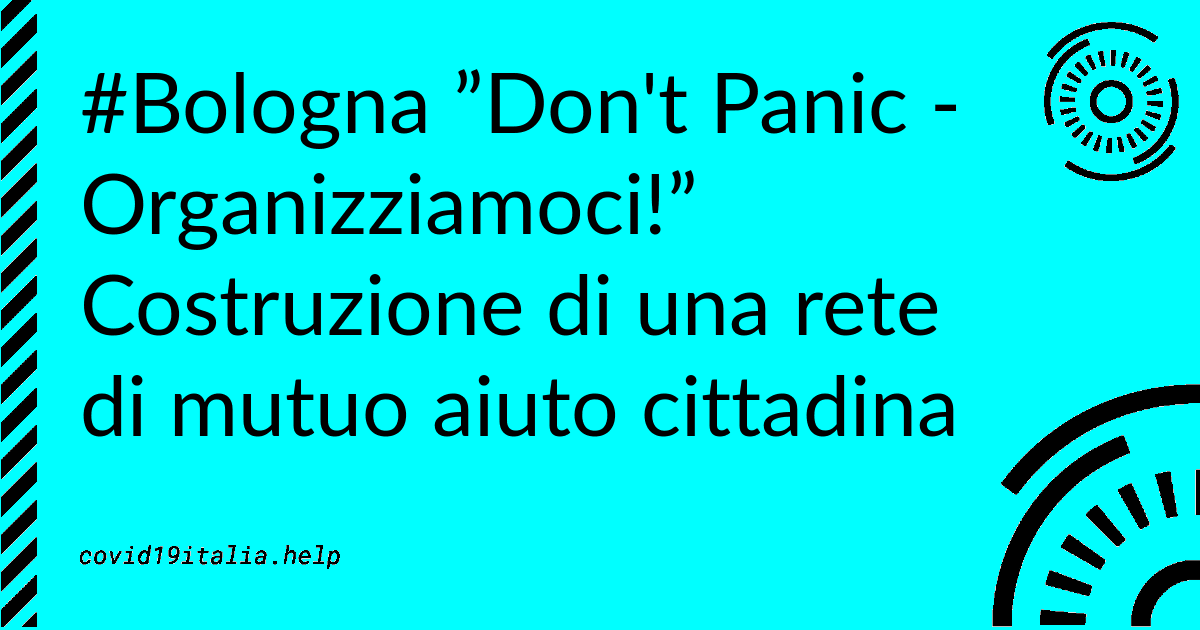 #Bologna ”Don't Panic -
Organizziamoci!”
Costruzione di una rete
di mutuo aiuto cittadina
covid19italia.help